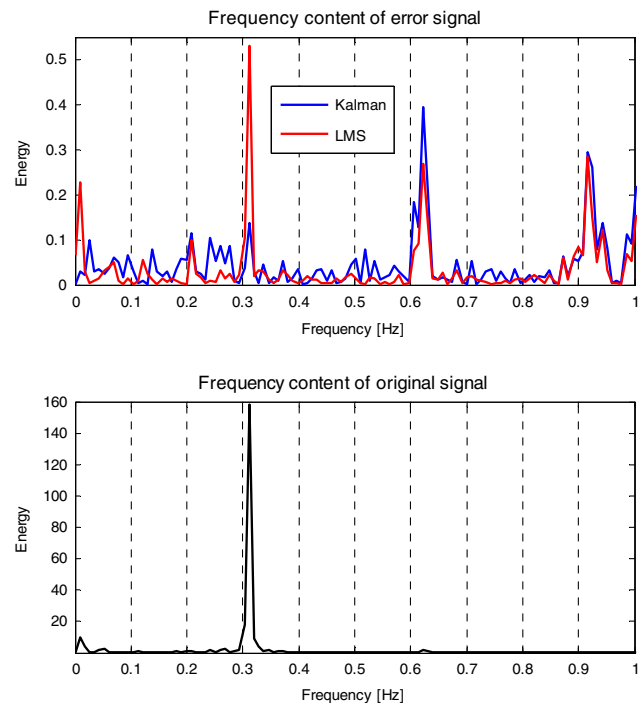 Frequency content of error signal
0.5
0.4
0.3
0.2
0.1
0
Energy
Kalman
LMS
0 0.1 0.2 0.3 0.4 0.5 0.6 0.7 0.8 0.9 1
Frequency [Hz]
Frequency content of original signal
160
140
120
100
80
60
40
20
Energy
0 0.1 0.2 0.3 0.4 0.5 0.6 0.7 0.8 0.9 1
Frequency [Hz]